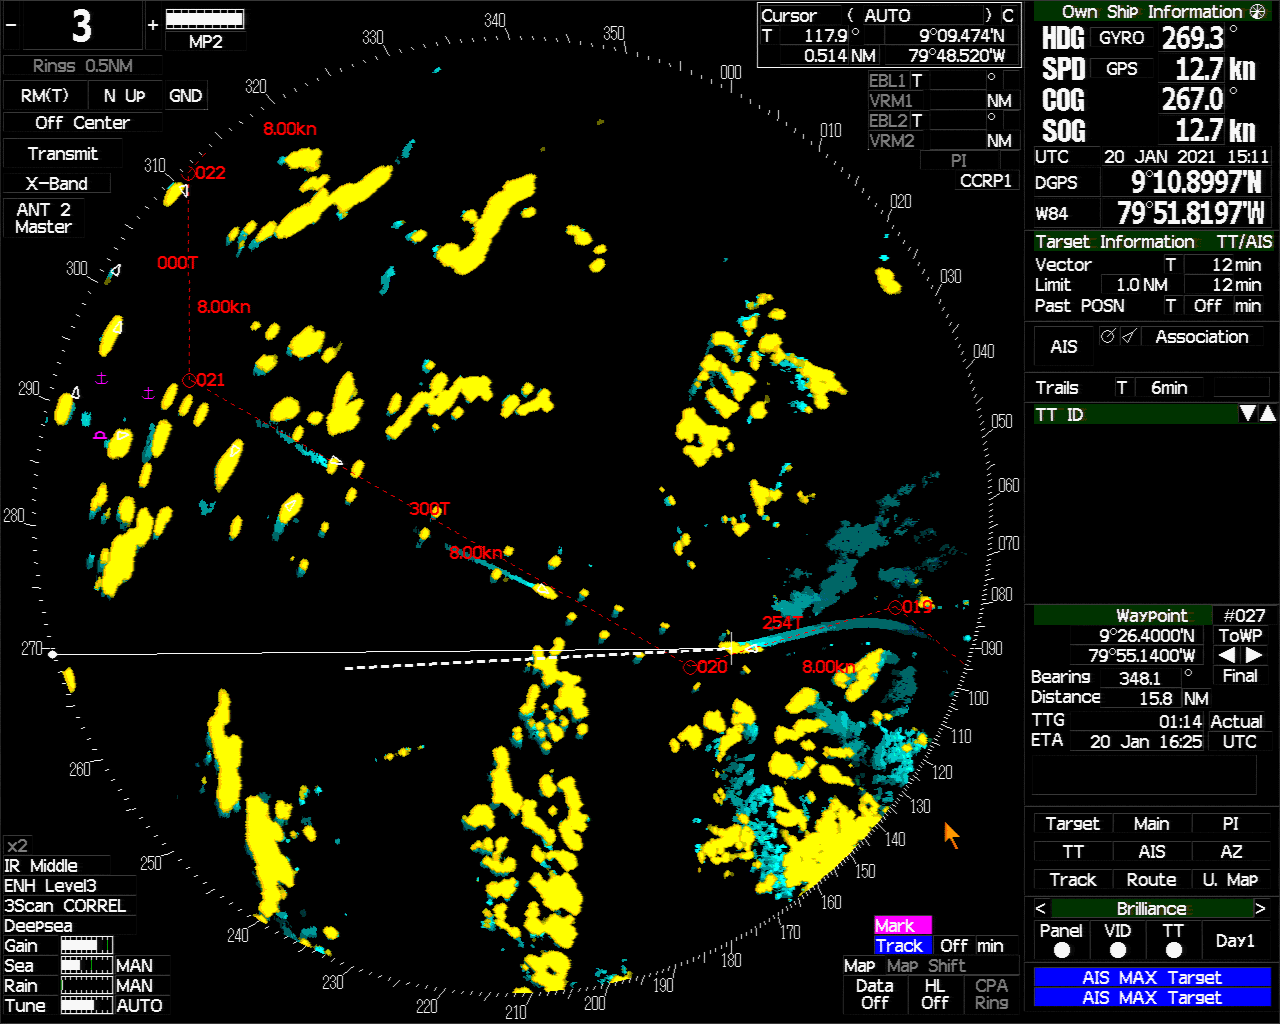 −
3
+
MP2
Rings 0.5NM
RM(T) N Up GND
Off Center
Transmit
X-Band
ANT 2
Master
Cursor ( AUTO ) C
T 117.9 ° 9°09.474'N
0.514 NM 79°48.520'W
EBL1 T °
VRM1 NM
EBL2 T °
VRM2 NM
PI
CCRP1
340
350
330
000
320
010
310
020
300
030
290
040
280
050
060
070
080
270
090
100
260
110
120
130
250
140
150
240
160
170
230
180
220
190
210
200
8.00kn
022
000T
8.00kn
021
300T
8.00kn
254T
019
020
8.00kn
x2
IR Middle
ENH Level3
3Scan CORREL
Deepsea
Gain
Sea MAN
Rain MAN
Tune AUTO
Mark
Track Off min
Map Map Shift
Data HL CPA
Off Off Ring
Own Ship Information
HDG GYRO 269.3 °
SPD GPS 12.7 kn
COG 267.0 °
SOG 12.7 kn
UTC 20 JAN 2021 15:11
DGPS 9°10.8997'N
W84 79°51.8197'W
Target Information TT/AIS
Vector T 12 min
Limit 1.0 NM 12 min
Past POSN T Off min
AIS Association
Trails T 6min
TT ID
Waypoint #027
9°26.4000'N ToWP
79°55.1400'W
Bearing 348.1 ° Final
Distance 15.8 NM
TTG 01:14 Actual
ETA 20 Jan 16:25 UTC
Target Main PI
TT AIS AZ
Track Route U. Map
< Brilliance >
Panel VID TT Day1
AIS MAX Target
AIS MAX Target